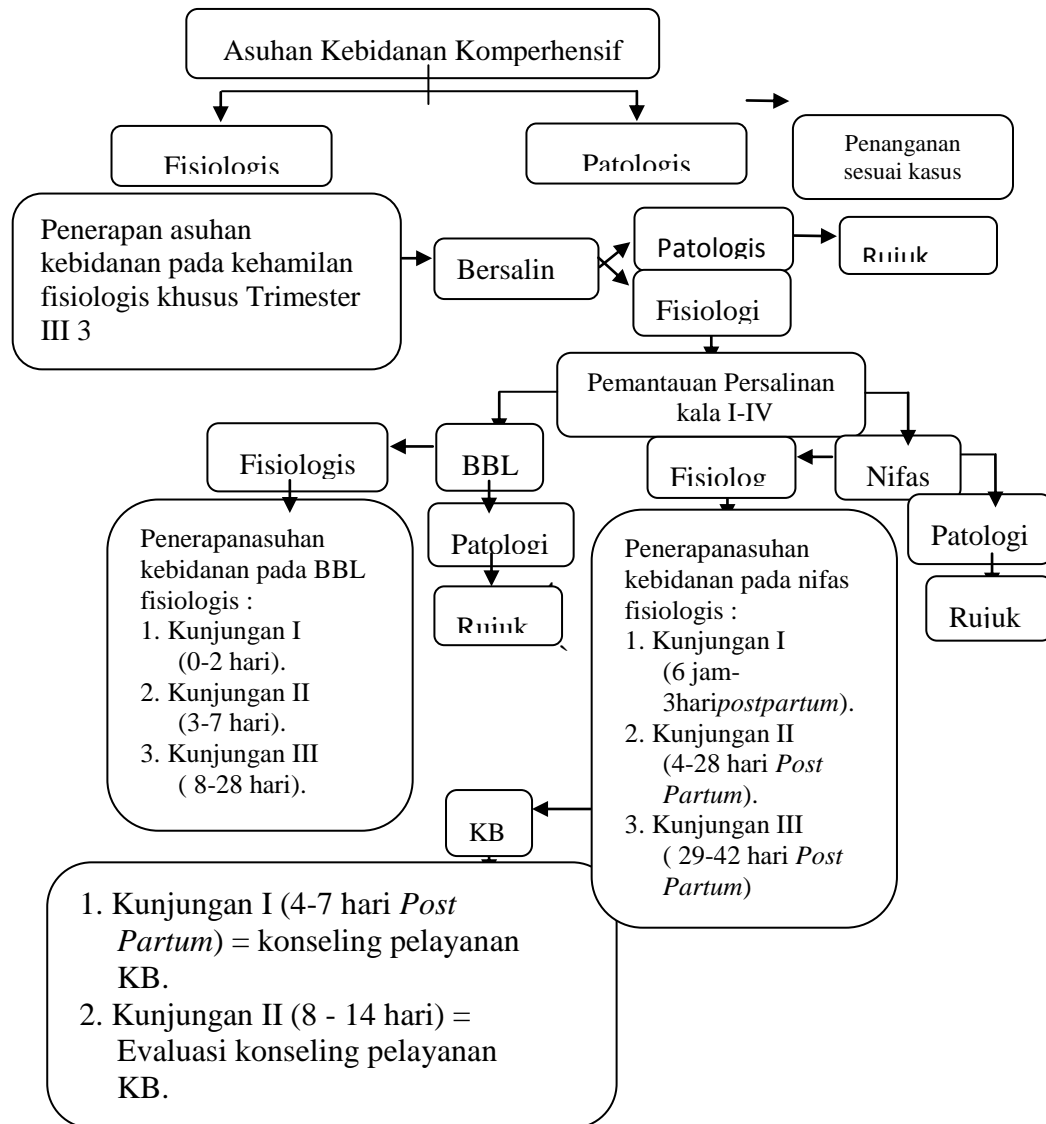 Asuhan Kebidanan Komperhensif
Fisiologis
Patologis
Penanganan
sesuai kasus
Penerapan asuhan
kebidanan pada kehamilan
fisiologis khusus Trimester
III 3
Bersalin
Patologis
Rujuk
Fisiologi
Pemantauan Persalinan
kala I-IV
Fisiologis
BBL
Fisiolog
Nifas
Patologi
Patologi
Rujuk
Rujuk
Penerapanasuhan
kebidanan pada BBL
fisiologis :
1. Kunjungan I
(0-2 hari).
2. Kunjungan II
(3-7 hari).
3. Kunjungan III
( 8-28 hari).
Penerapanasuhan
kebidanan pada nifas
fisiologis :
1. Kunjungan I
(6 jam-
3haripostpartum).
2. Kunjungan II
(4-28 hari Post
Partum).
3. Kunjungan III
( 29-42 hari Post
Partum)
KB
1. Kunjungan I (4-7 hari Post
Partum) = konseling pelayanan
KB.
2. Kunjungan II (8 - 14 hari) =
Evaluasi konseling pelayanan
KB.